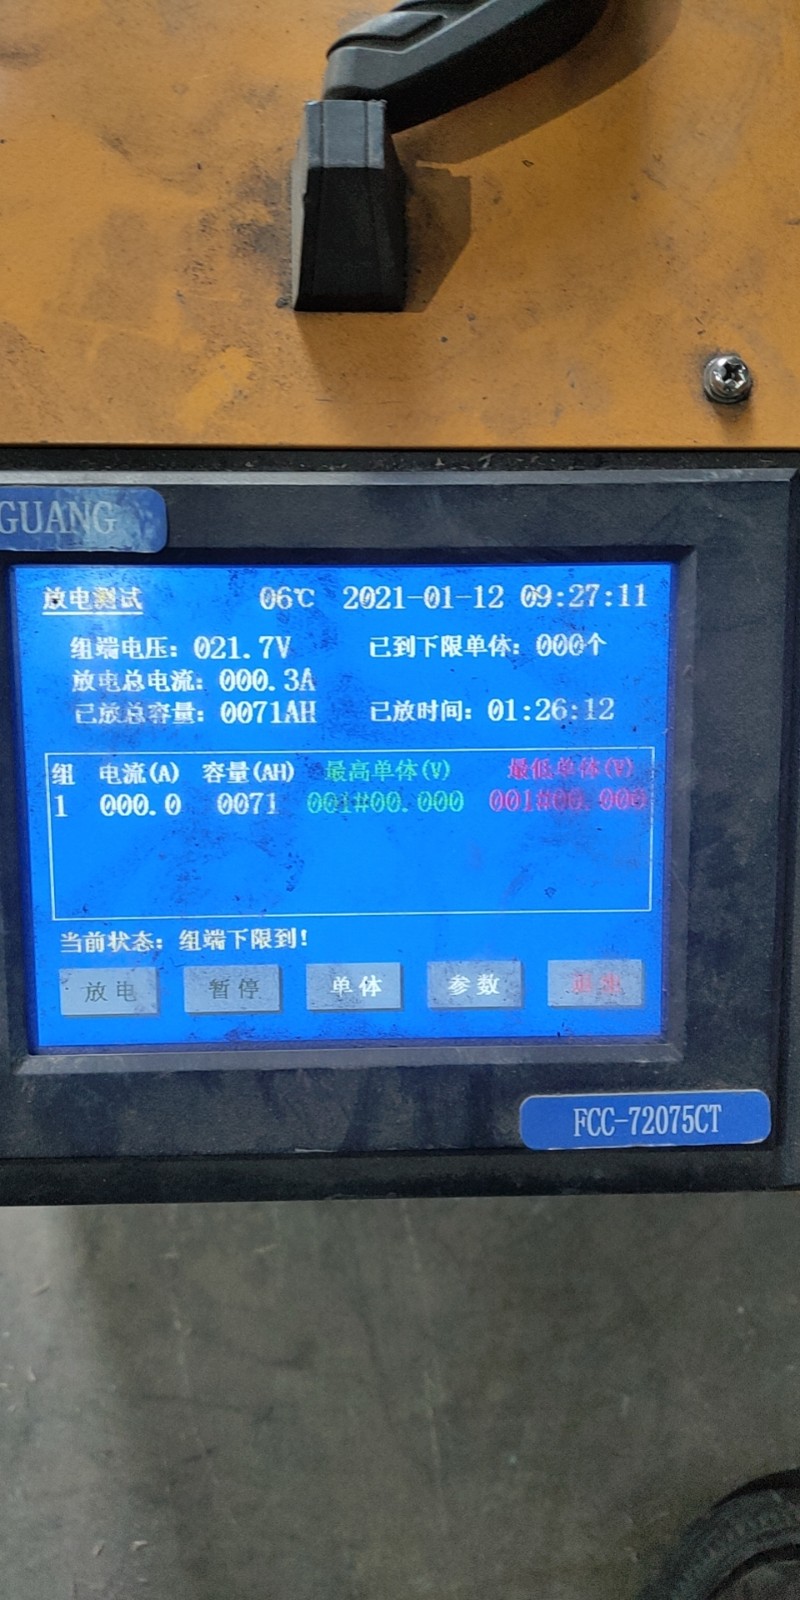 GUANG
放电测试 06℃ 2021-01-12 09:27:11
组端电压: 021.7V 已到下限单体: 000个
放电总电流: 000.3A
已放总容量: 0071AH 已放时间: 01:26:12
组 电流(A) 容量(AH) 最高单体(V) 最低单体(V)
1 000.0 0071 001#00.000 001#00.000
当前状态: 组端下限到!
放电 暂停 单体 参数
FCC-72075CT